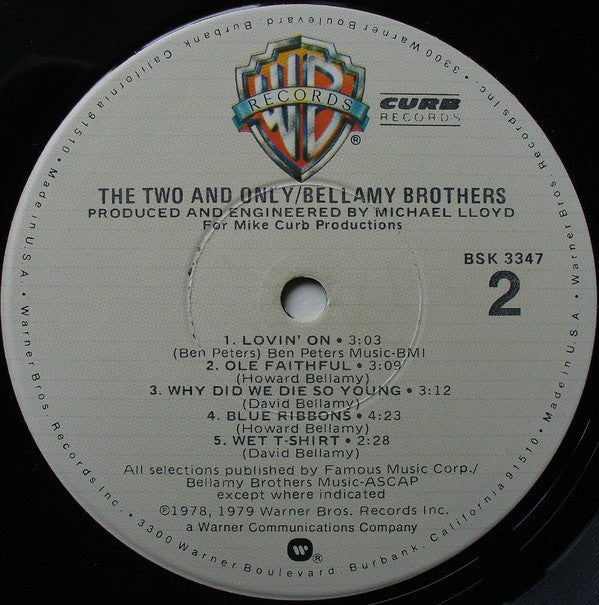 3300 Warner Boulevard, Burbank, California 91510 • Made in U.S.A. • Warner Bros. Records Inc. • 3300 Warner Boulevard, Burbank, California 91510 • Made in U.S.A. • Warner Bros. Records Inc. •
WB
RECORDS
®
CURB
RECORDS
THE TWO AND ONLY/BELLAMY BROTHERS
PRODUCED AND ENGINEERED BY MICHAEL LLOYD
For Mike Curb Productions
BSK 3347
2
1. LOVIN' ON • 3:03
(Ben Peters) Ben Peters Music-BMI
2. OLE FAITHFUL • 3:09
(Howard Bellamy)
3. WHY DID WE DIE SO YOUNG • 3:12
(David Bellamy)
4. BLUE RIBBONS • 4:23
(Howard Bellamy)
5. WET T-SHIRT • 2:28
(David Bellamy)
All selections published by Famous Music Corp./
Bellamy Brothers Music-ASCAP
except where indicated
©1978, 1979 Warner Bros. Records Inc.
a Warner Communications Company
®